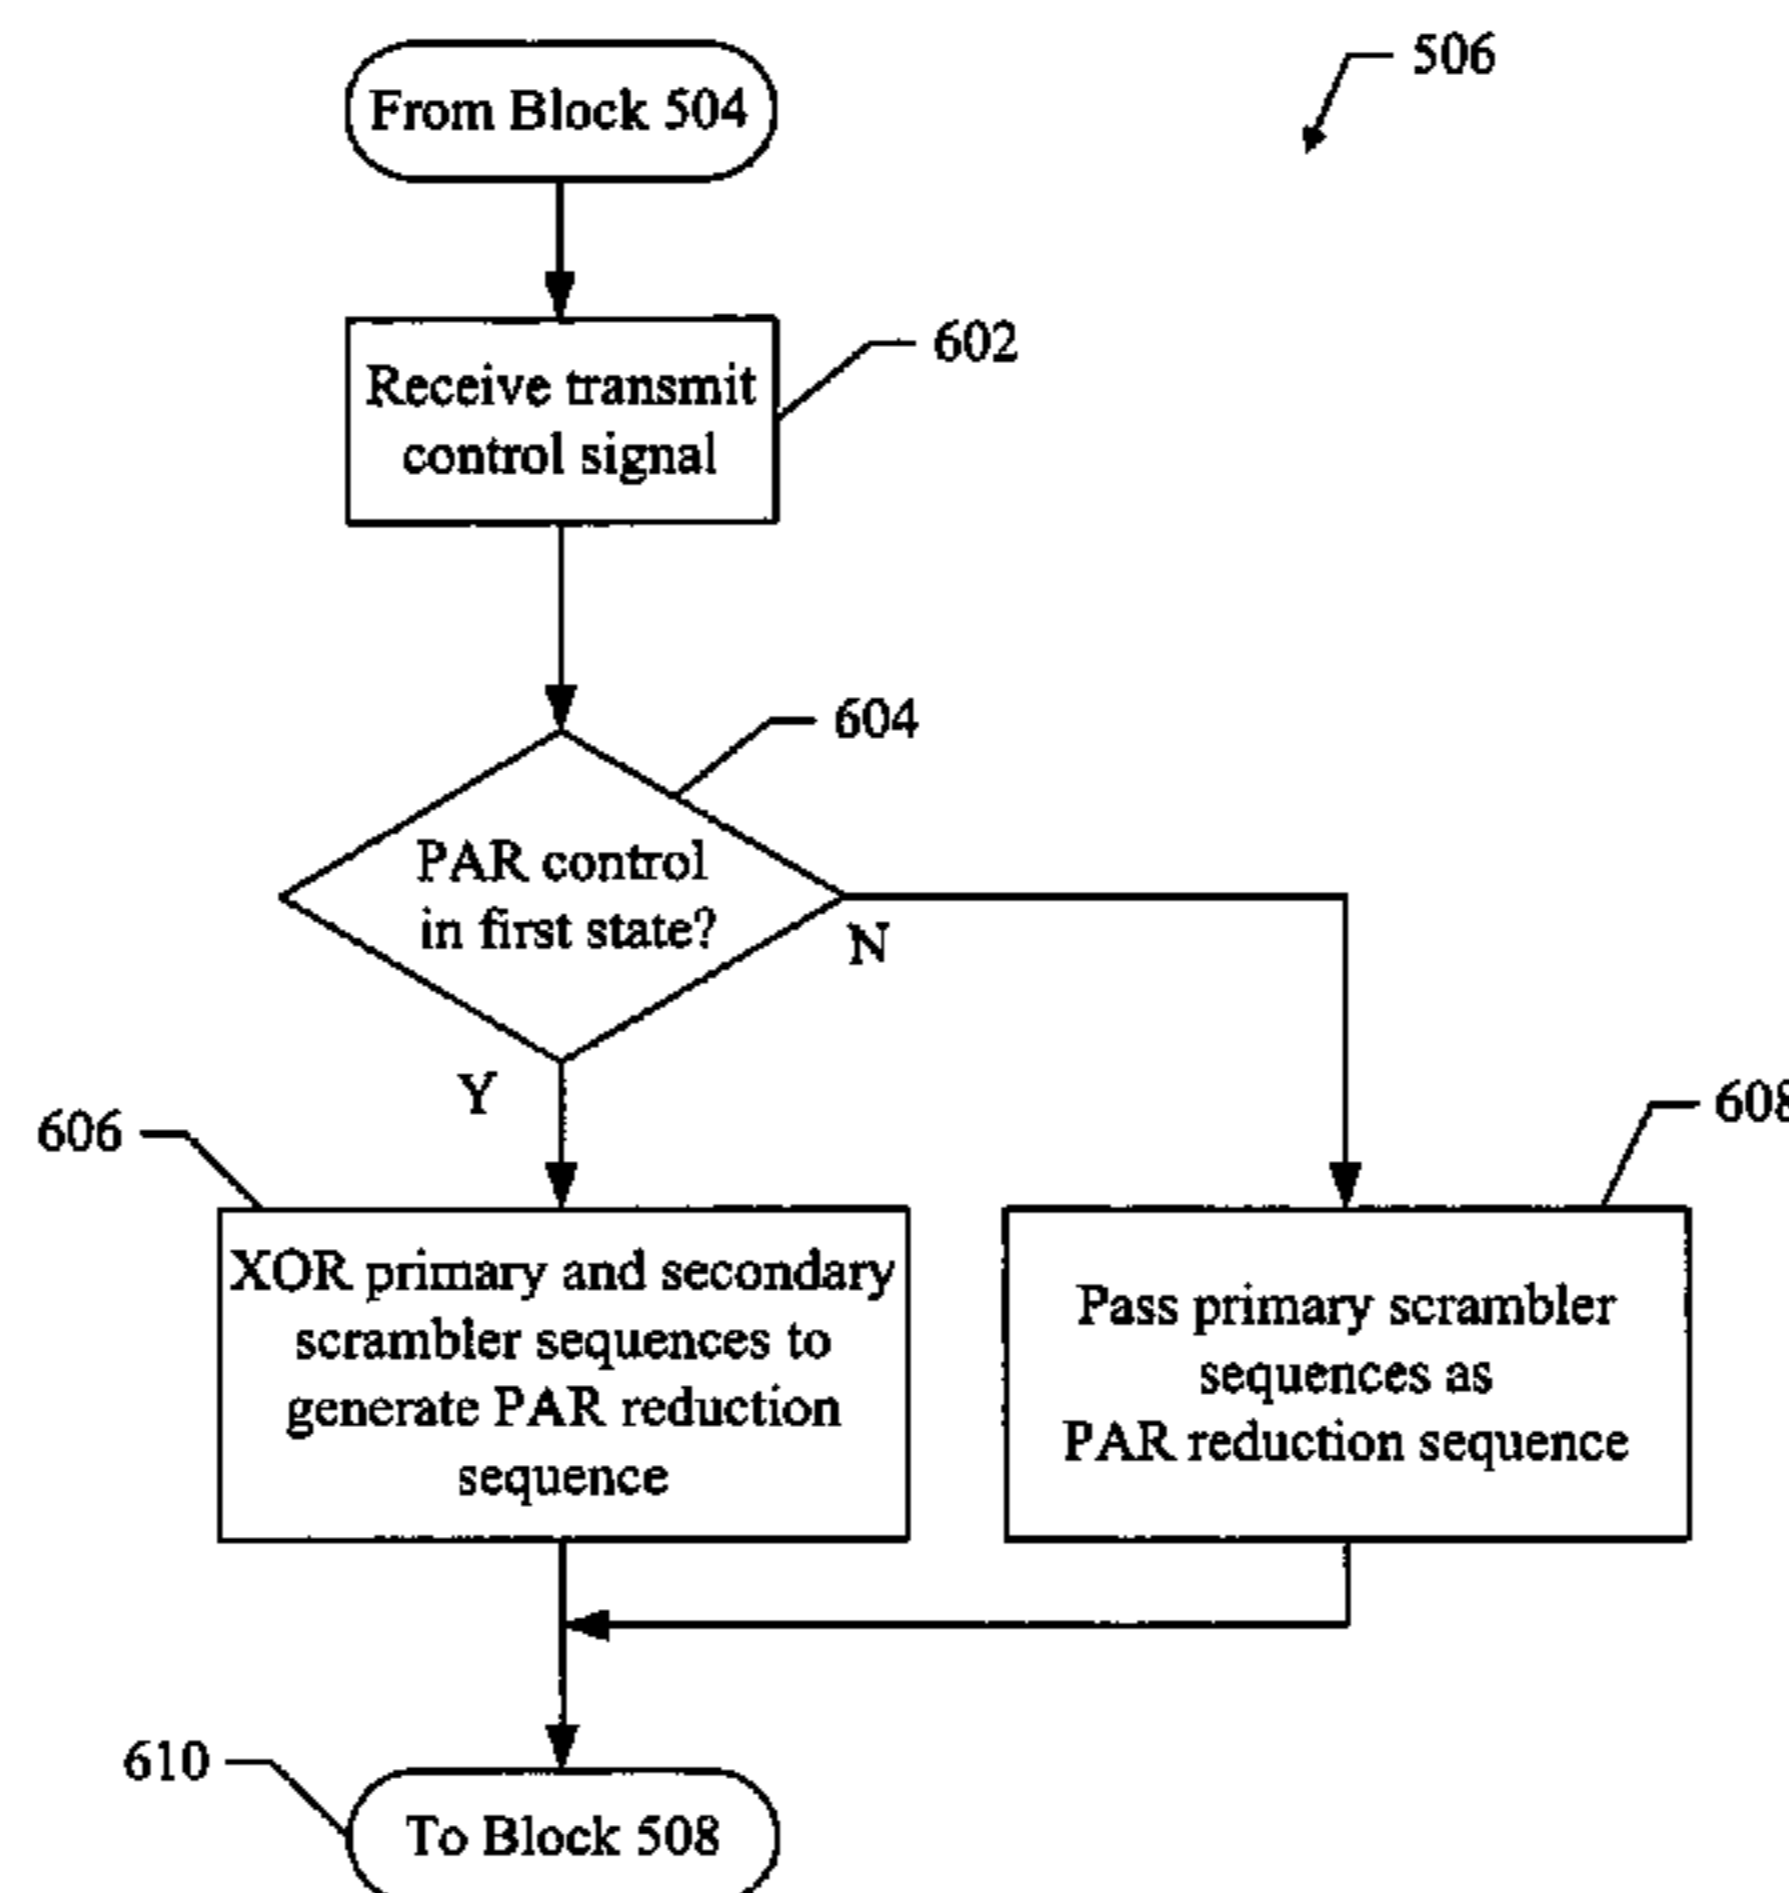 From Block 504
506
Receive transmit
control signal
602
604
PAR control
in first state?
N
Y
606
608
XOR primary and secondary
scrambler sequences to
generate PAR reduction
sequence
Pass primary scrambler
sequences as
PAR reduction sequence
610
To Block 508